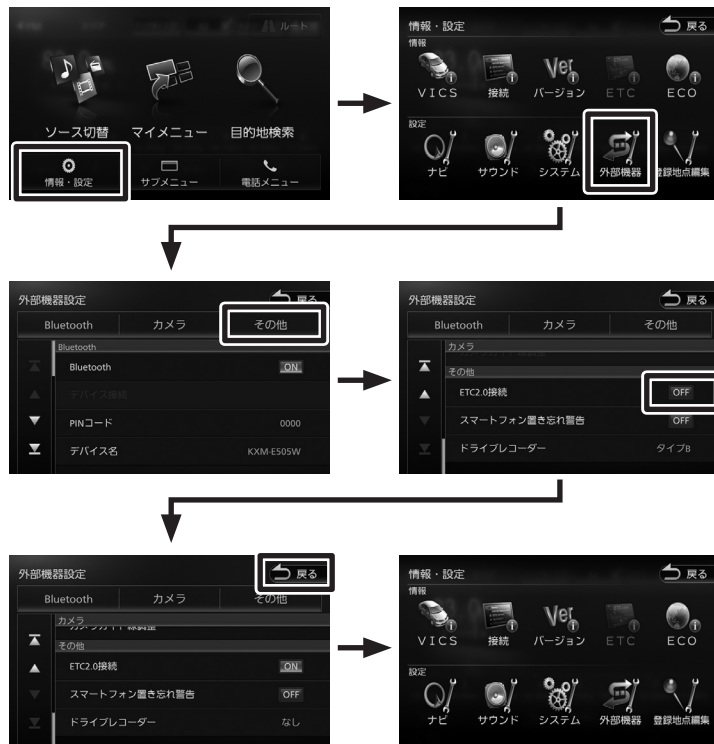 ソース切替 マイメニュー 目的地検索
情報・設定 サブメニュー 電話メニュー
情報・設定 戻る
情報
VICS 接続 Ver バージョン ETC ECO
設定
ナビ サウンド システム 外部機器 登録地点編集
外部機器設定 戻る
Bluetooth カメラ その他
Bluetooth
Bluetooth ON
デバイス接続
PINコード 0000
デバイス名 KXM-E505W
外部機器設定 戻る
Bluetooth カメラ その他
カメラ
その他
ETC2.0接続 OFF
スマートフォン置き忘れ警告 OFF
ドライブレコーダー タイプB
外部機器設定 戻る
Bluetooth カメラ その他
カメラ
その他
ETC2.0接続 ON
スマートフォン置き忘れ警告 OFF
ドライブレコーダー なし
情報・設定 戻る
情報
VICS 接続 Ver バージョン ETC ECO
設定
ナビ サウンド システム 外部機器 登録地点編集